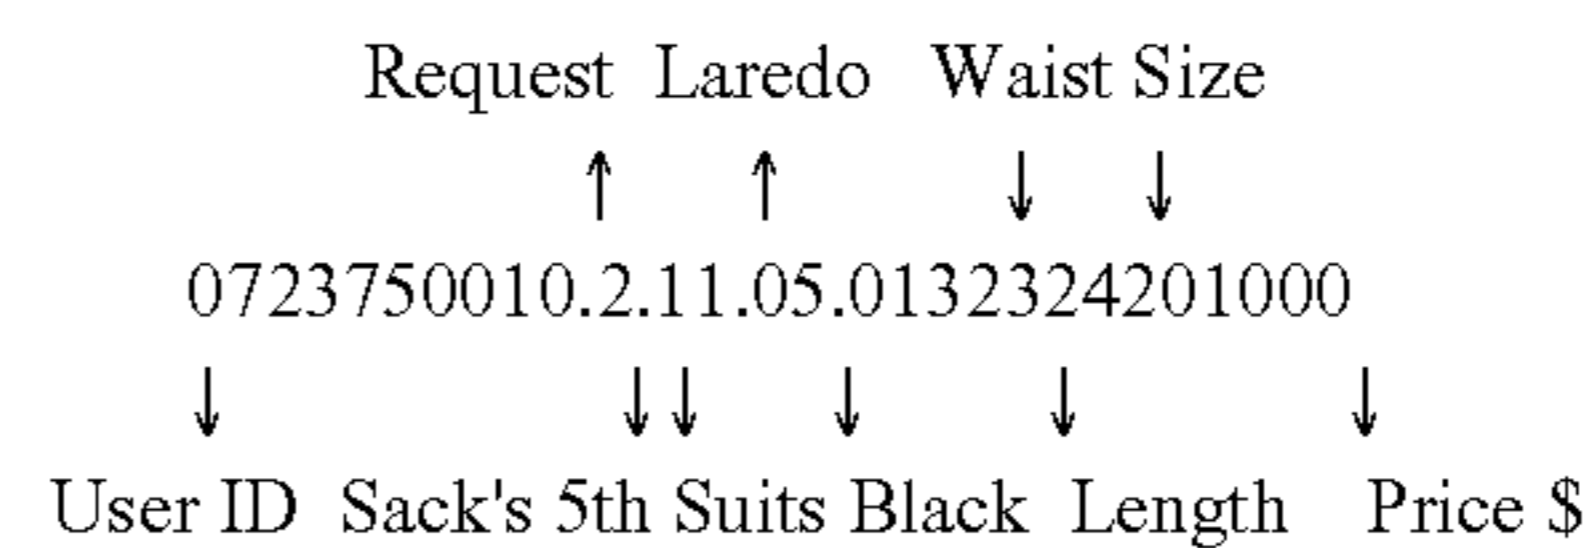 Request Laredo Waist Size
0723750010.2.11.05.0132324201000
User ID Sack's 5th Suits Black Length Price $